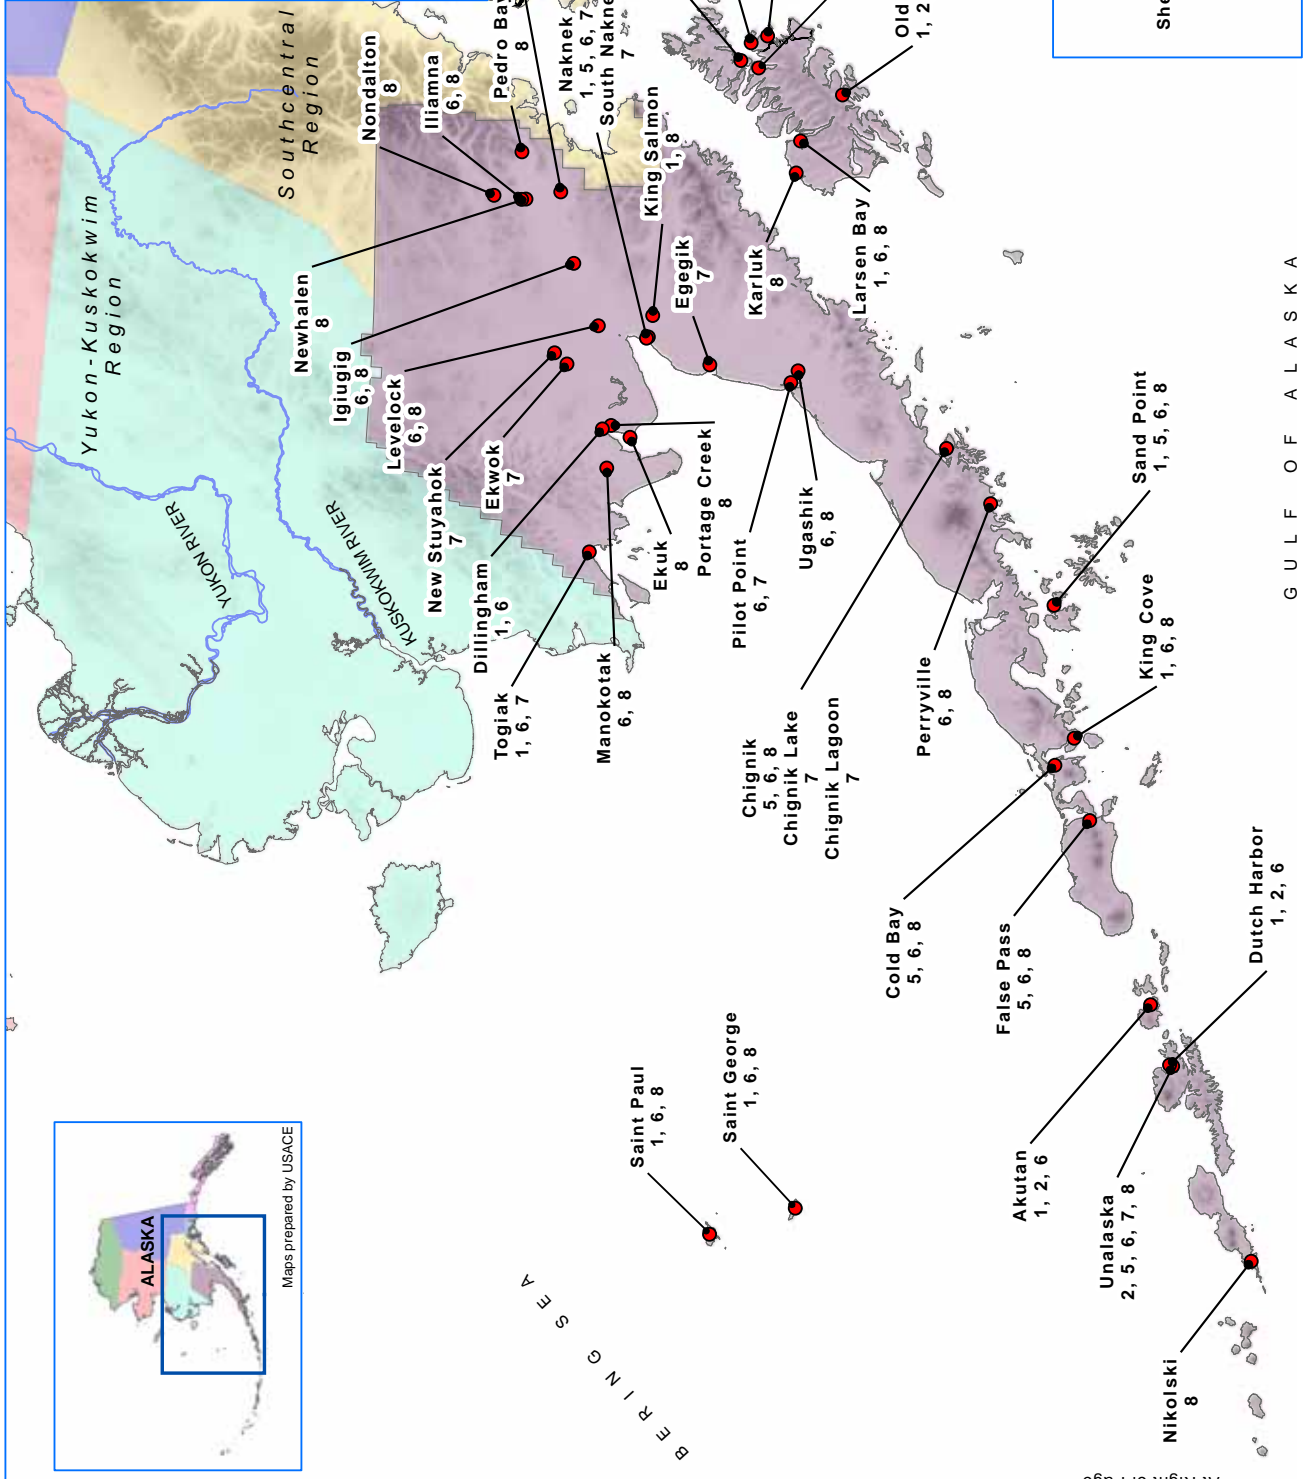 ALASKA
Maps prepared by USACE
Yukon-Kuskokwim
Region
Southcentral
Region
YUKON RIVER
KUSKOKWIM RIVER
BERING SEA
GULF OF ALASKA
Nondalton
8
Iliamna
6, 8
Pedro Bay
8
Naknek
1, 5, 6, 7
South Nakne
7
King Salmon
1, 8
Egegik
7
Newhalen
8
Igiugig
6, 8
Levelock
6, 8
New Stuyahok
7
Ekwok
7
Dillingham
1, 6
Togiak
1, 6, 7
Manokotak
6, 8
Ekuk
8
Portage Creek
8
Pilot Point
6, 7
Ugashik
6, 8
Karluk
8
Larsen Bay
1, 6, 8
Old
1, 2
She
Chignik
5, 6, 8
Chignik Lake
7
Chignik Lagoon
7
Perryville
6, 8
Sand Point
1, 5, 6, 8
King Cove
1, 6, 8
Cold Bay
5, 6, 8
False Pass
5, 6, 8
Dutch Harbor
1, 2, 6
Akutan
1, 2, 6
Unalaska
2, 5, 6, 7, 8
Nikolski
8
Saint Paul
1, 6, 8
Saint George
1, 6, 8